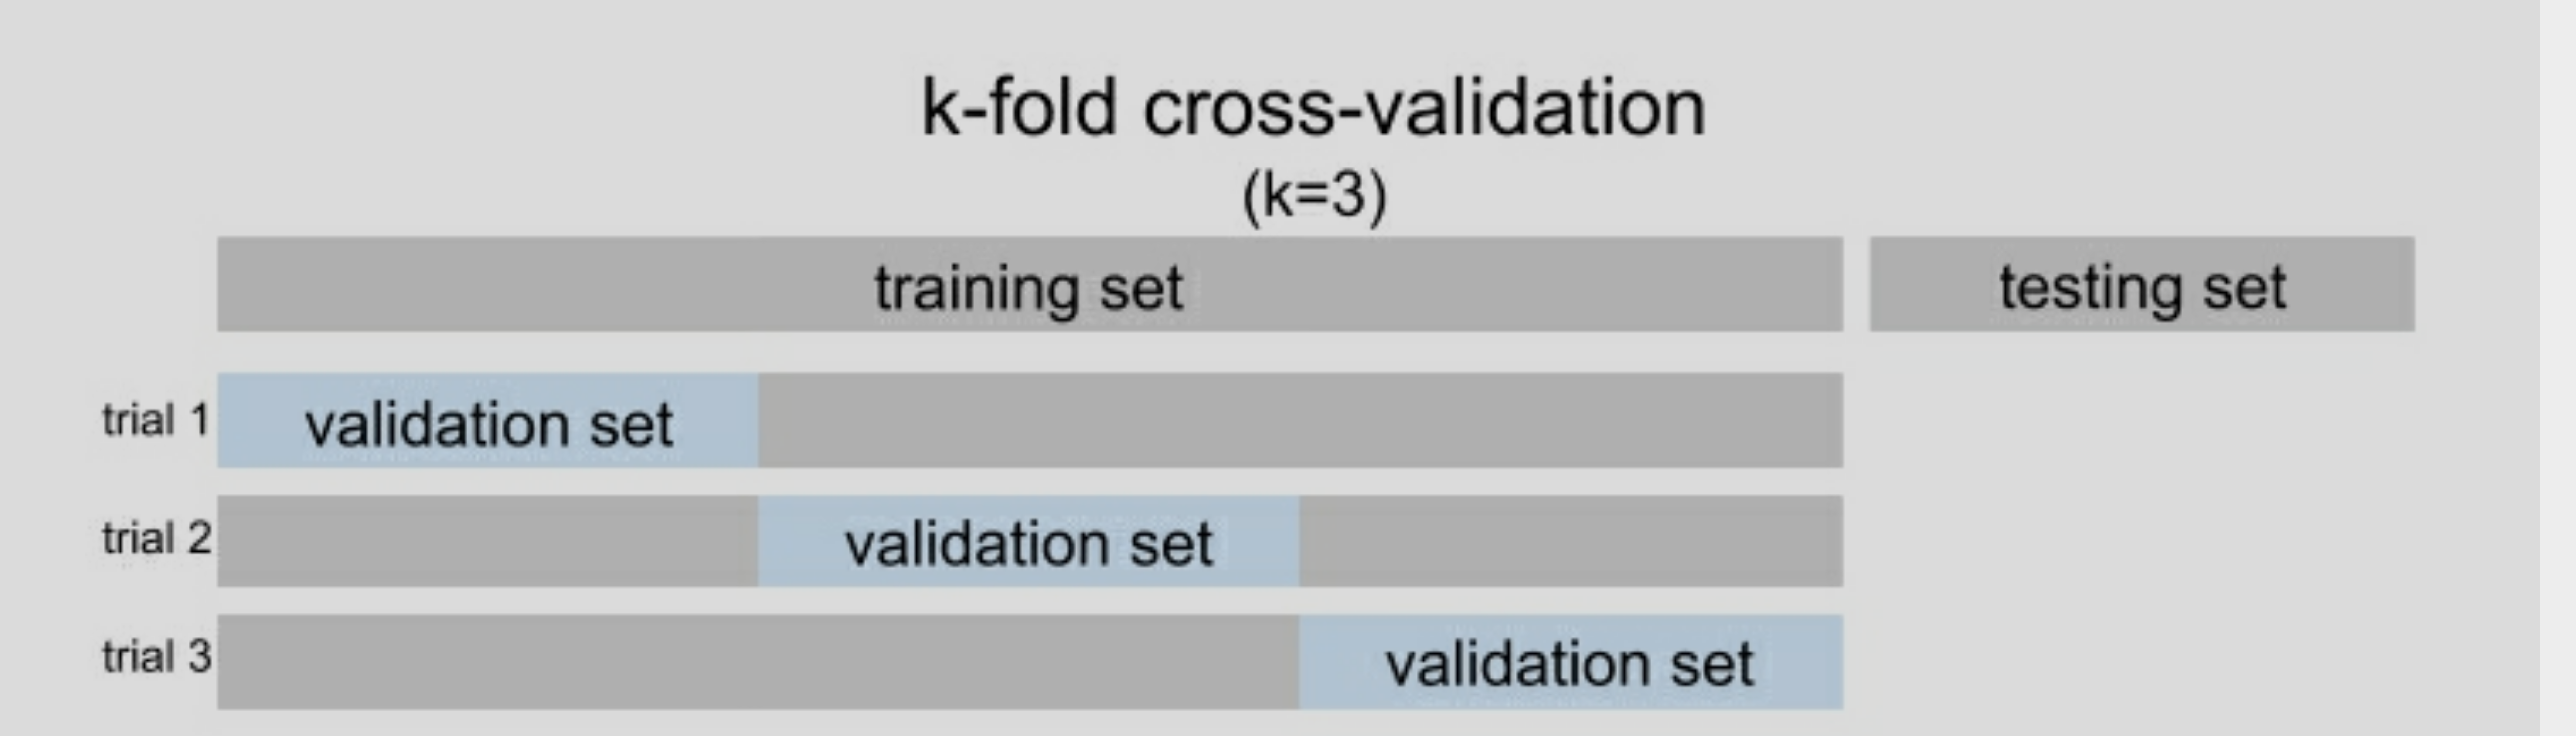 k-fold cross-validation
(k=3)
training set testing set
trial 1 validation set
trial 2 validation set
trial 3 validation set